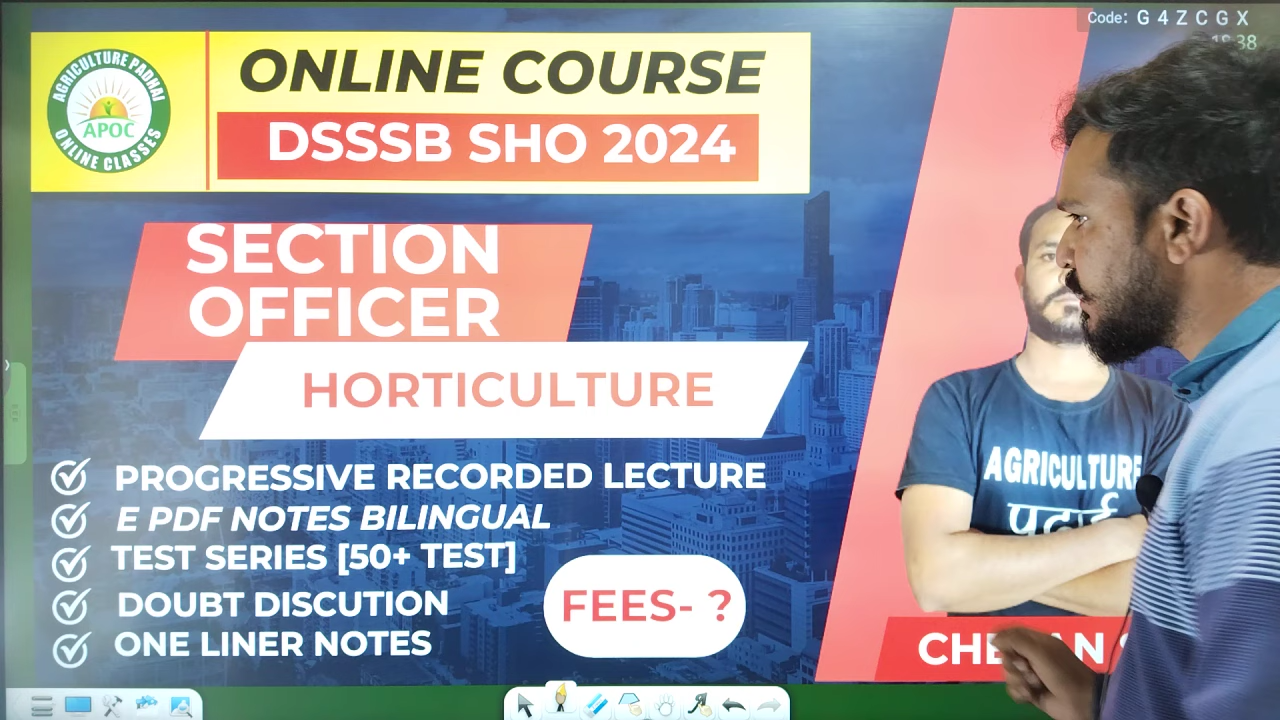 Code: G 4 Z C G X
AGRICULTURE PADHAI
APOC
ONLINE CLASSES
ONLINE COURSE
DSSSB SHO 2024
SECTION
OFFICER
HORTICULTURE
PROGRESSIVE RECORDED LECTURE
E PDF NOTES BILINGUAL
TEST SERIES [50+ TEST]
DOUBT DISCUTION
ONE LINER NOTES
FEES- ?
AGRICULTURE
पढ़ाई